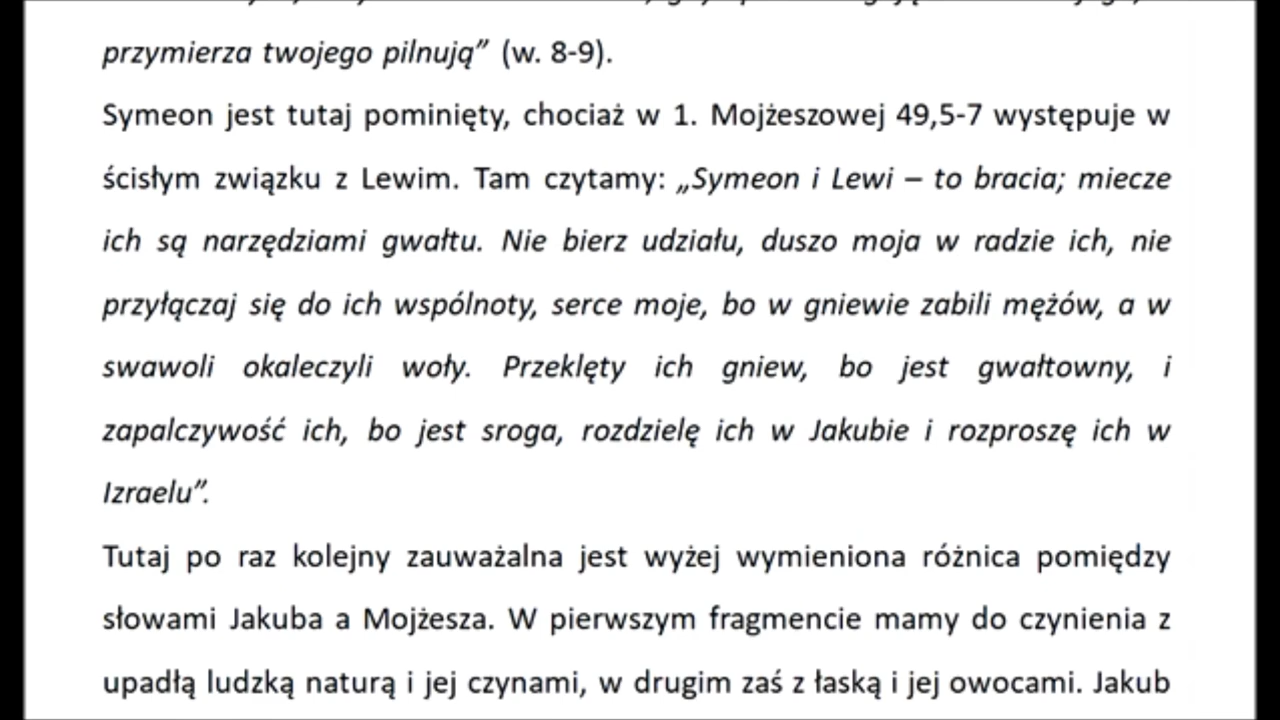 przymierza twojego pilnują” (w. 8-9).
Symeon jest tutaj pominięty, chociaż w 1. Mojżeszowej 49,5-7 występuje w
ścisłym związku z Lewim. Tam czytamy: „Symeon i Lewi – to bracia; miecze
ich są narzędziami gwałtu. Nie bierz udziału, duszo moja w radzie ich, nie
przyłączaj się do ich wspólnoty, serce moje, bo w gniewie zabili mężów, a w
swawoli okaleczyli woły. Przeklęty ich gniew, bo jest gwałtowny, i
zapalczywość ich, bo jest sroga, rozdzielę ich w Jakubie i rozproszę ich w
Izraelu”.
Tutaj po raz kolejny zauważalna jest wyżej wymieniona różnica pomiędzy
słowami Jakuba a Mojżesza. W pierwszym fragmencie mamy do czynienia z
upadłą ludzką naturą i jej czynami, w drugim zaś z łaską i jej owocami. Jakub